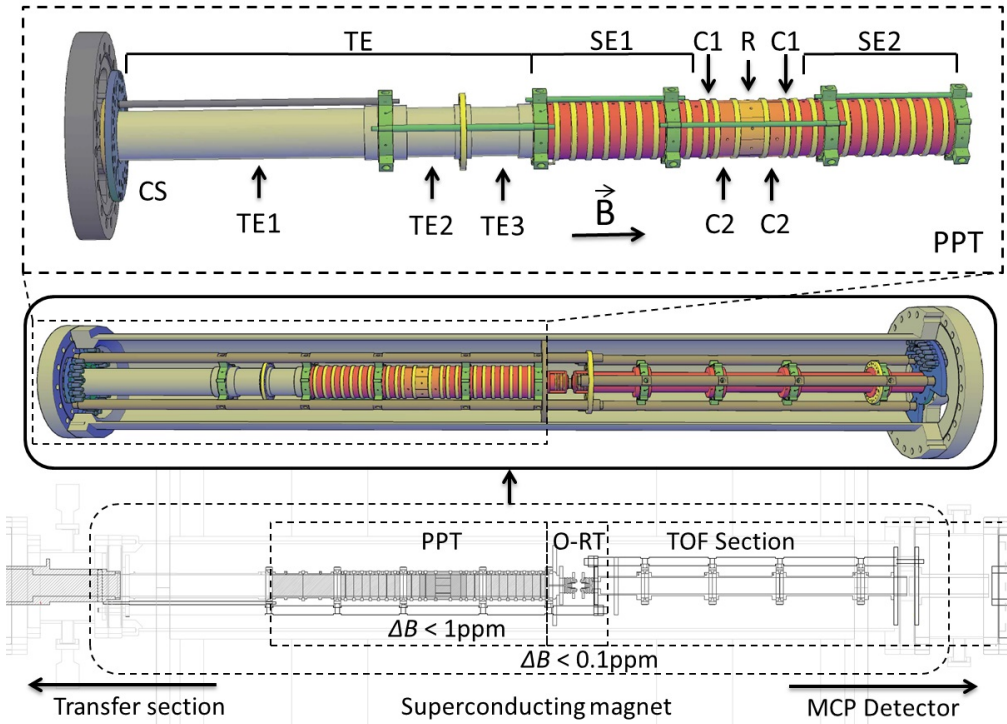 TE SE1 C1 R C1 SE2
CS
TE1 TE2 TE3 B⃗ C2 C2
PPT
PPT O-RT TOF Section
ΔB < 1ppm
ΔB < 0.1ppm
Transfer section Superconducting magnet MCP Detector